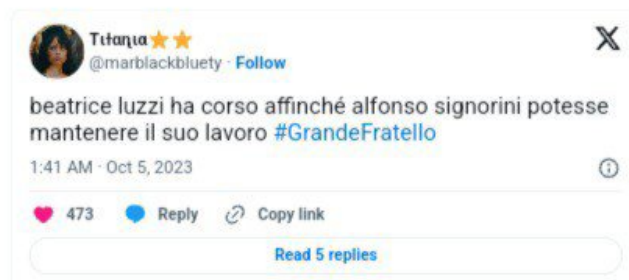 Titania⭐⭐
@marblackbluety · Follow
beatrice luzzi ha corso affinché alfonso signorini potesse
mantenere il suo lavoro #GrandeFratello
1:41 AM · Oct 5, 2023
473 Reply Copy link
Read 5 replies